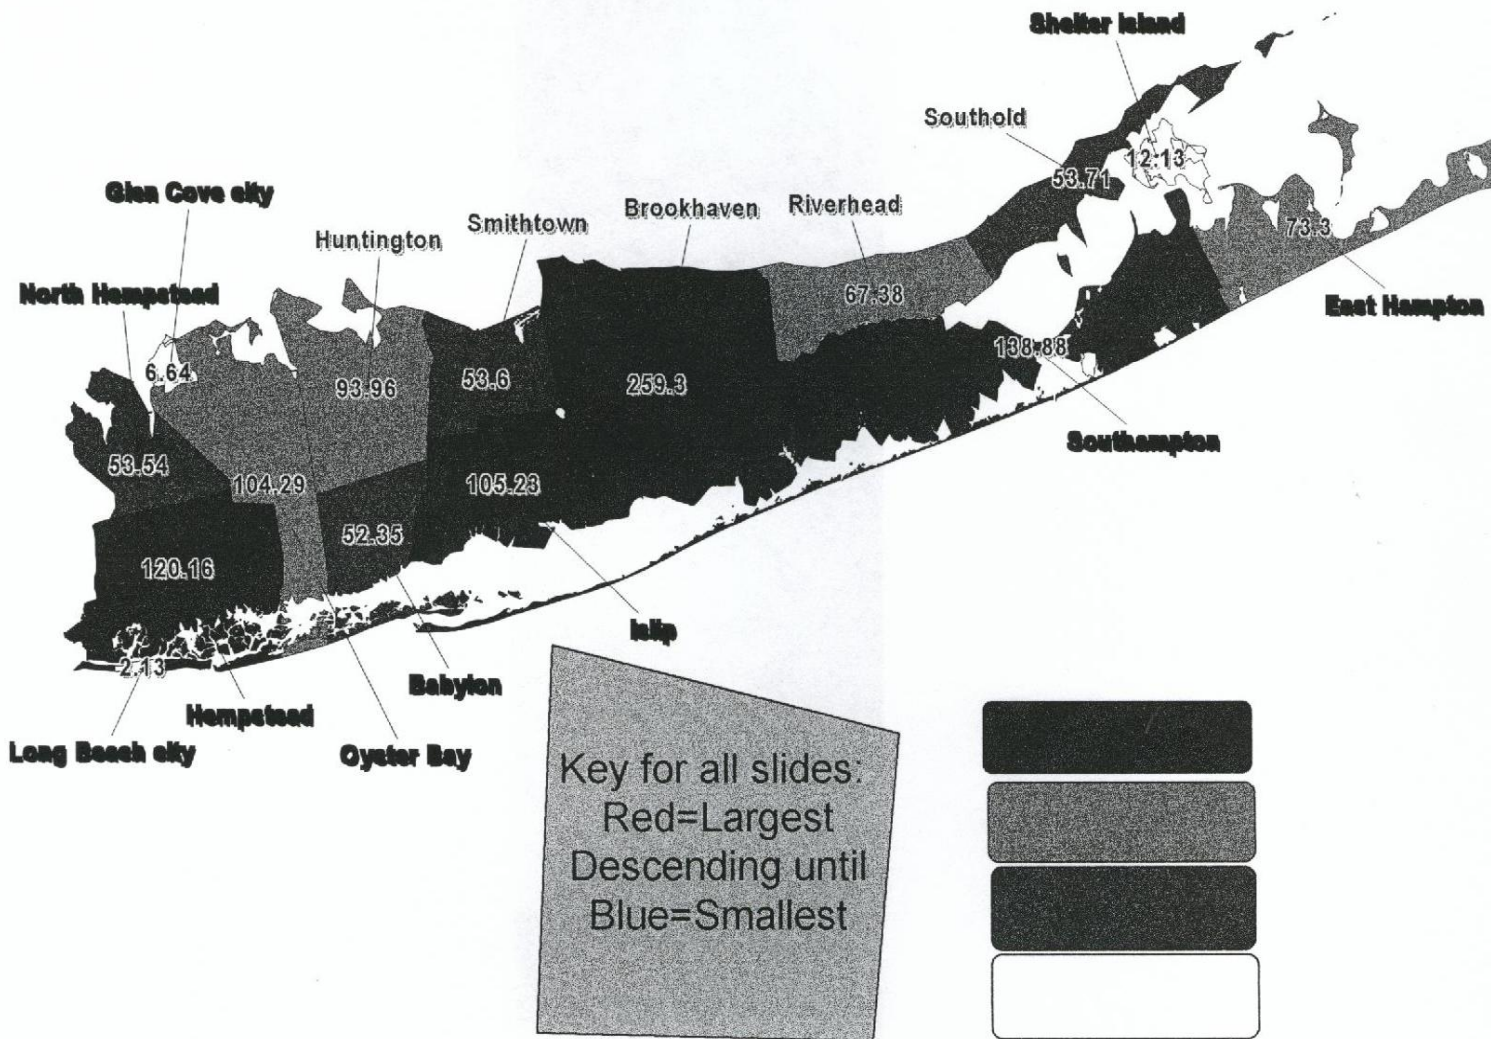 Shelter Island
Southold
12.13
53.71
Glen Cove city
Huntington
Smithtown
Brookhaven
Riverhead
73.3
North Hempstead
67.38
East Hampton
6.64
93.96
53.6
259.3
138.88
Southampton
53.54
104.29
105.23
52.35
120.16
Islip
2.13
Babylon
Hempstead
Long Beach city
Oyster Bay
Key for all slides:
Red=Largest
Descending until
Blue=Smallest